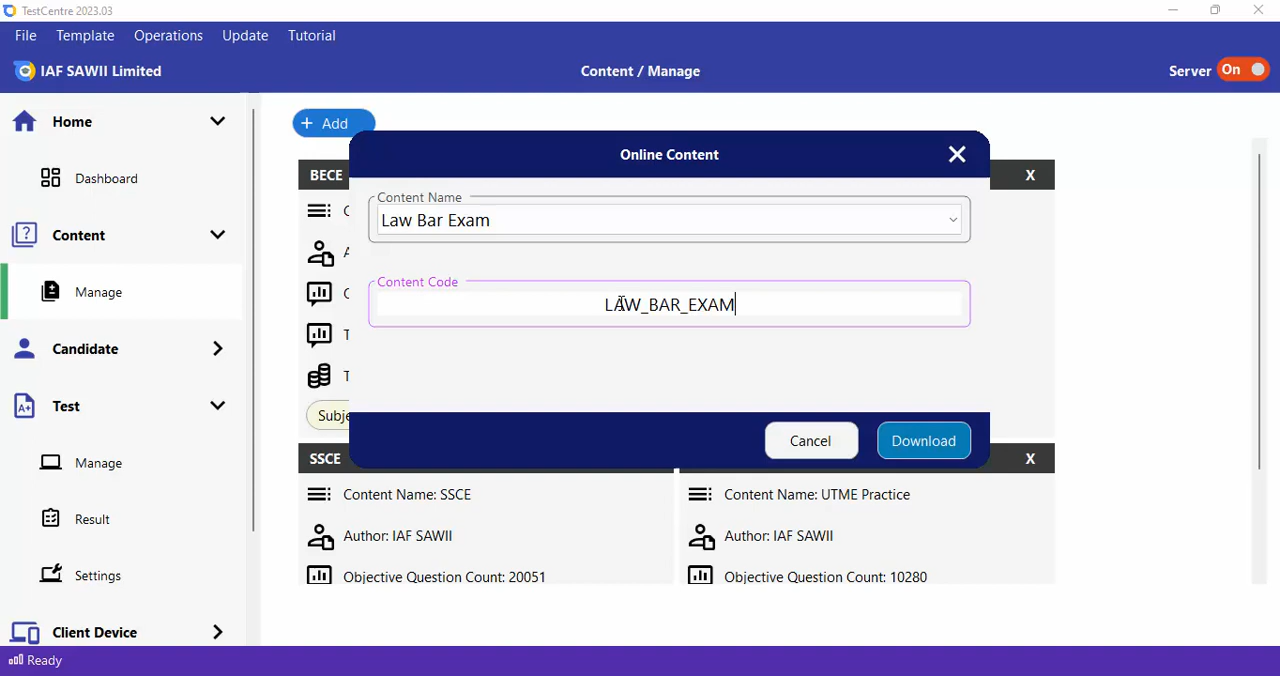 TestCentre 2023.03
File Template Operations Update Tutorial
IAF SAWII Limited
Content / Manage
Server On
Home
Dashboard
Content
Manage
Candidate
Test
Manage
Result
Settings
Client Device
Ready
+ Add
BECE
X
Online Content
Content Name
Law Bar Exam
Content Code
LAW_BAR_EXAM
Cancel
Download
SSCE
Content Name: SSCE
Author: IAF SAWII
Objective Question Count: 20051
X
Content Name: UTME Practice
Author: IAF SAWII
Objective Question Count: 10280